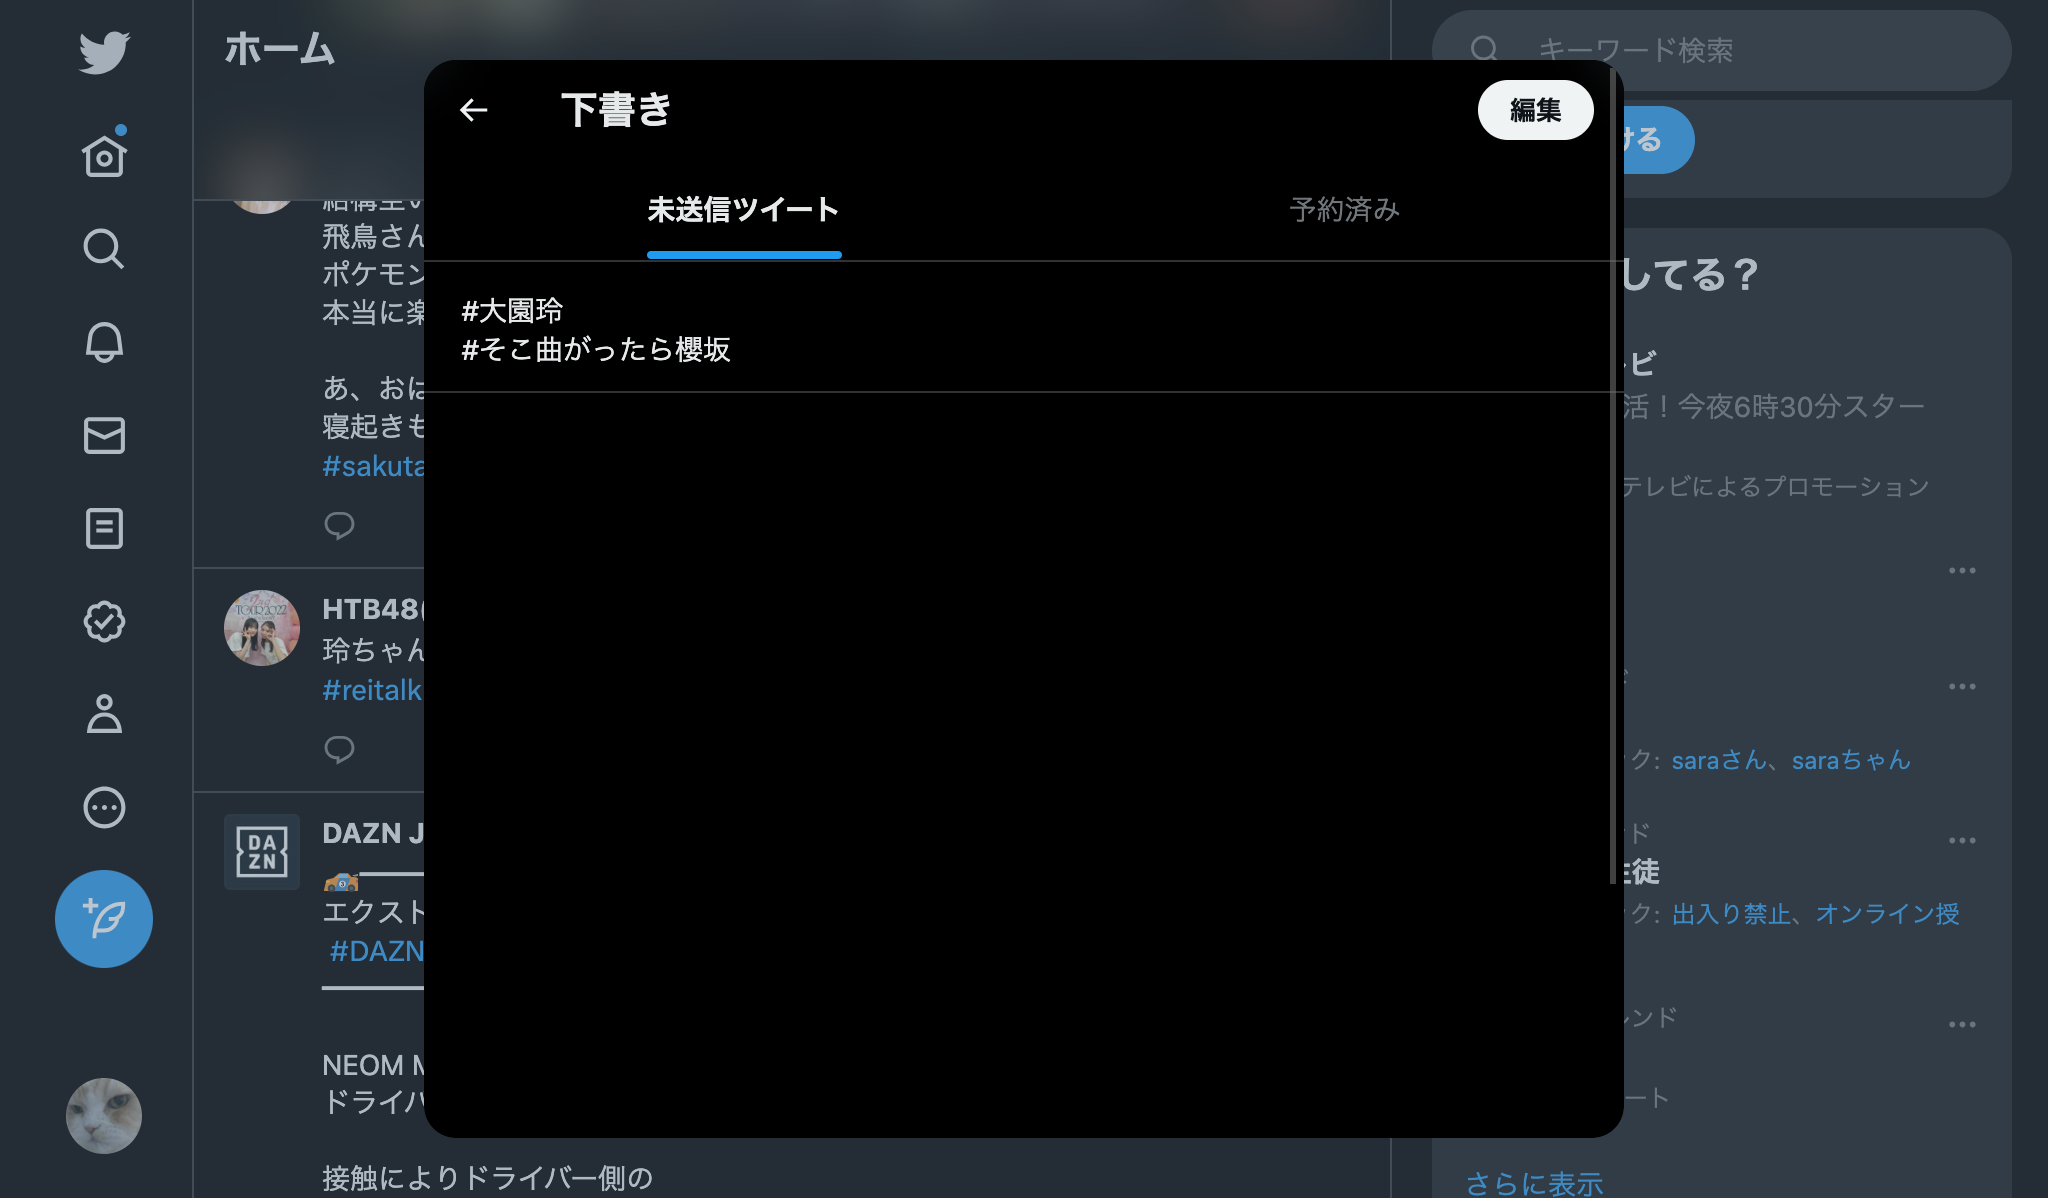 ホーム
飛鳥さん
ポケモン
本当に楽
あ、おは
寝起きも
#sakuta
HTB48
TOUR2022
玲ちゃん
#reitalk
DAZN J
DAZN
エクスト
#DAZN
NEOM M
ドライバ
接触によりドライバー側の
下書き
編集
未送信ツイート
予約済み
#大園玲
#そこ曲がったら櫻坂
キーワード検索
ける
してる？
ビ
活！今夜6時30分スター
テレビによるプロモーション
ク: saraさん、saraちゃん
ド
生徒
ク: 出入り禁止、オンライン授
レンド
ート
さらに表示